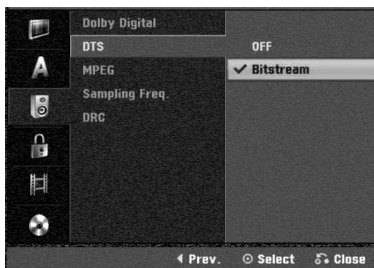 Dolby Digital
DTS
OFF
A
MPEG
✓ Bitstream
Sampling Freq.
DRC
Prev.
Select
Close